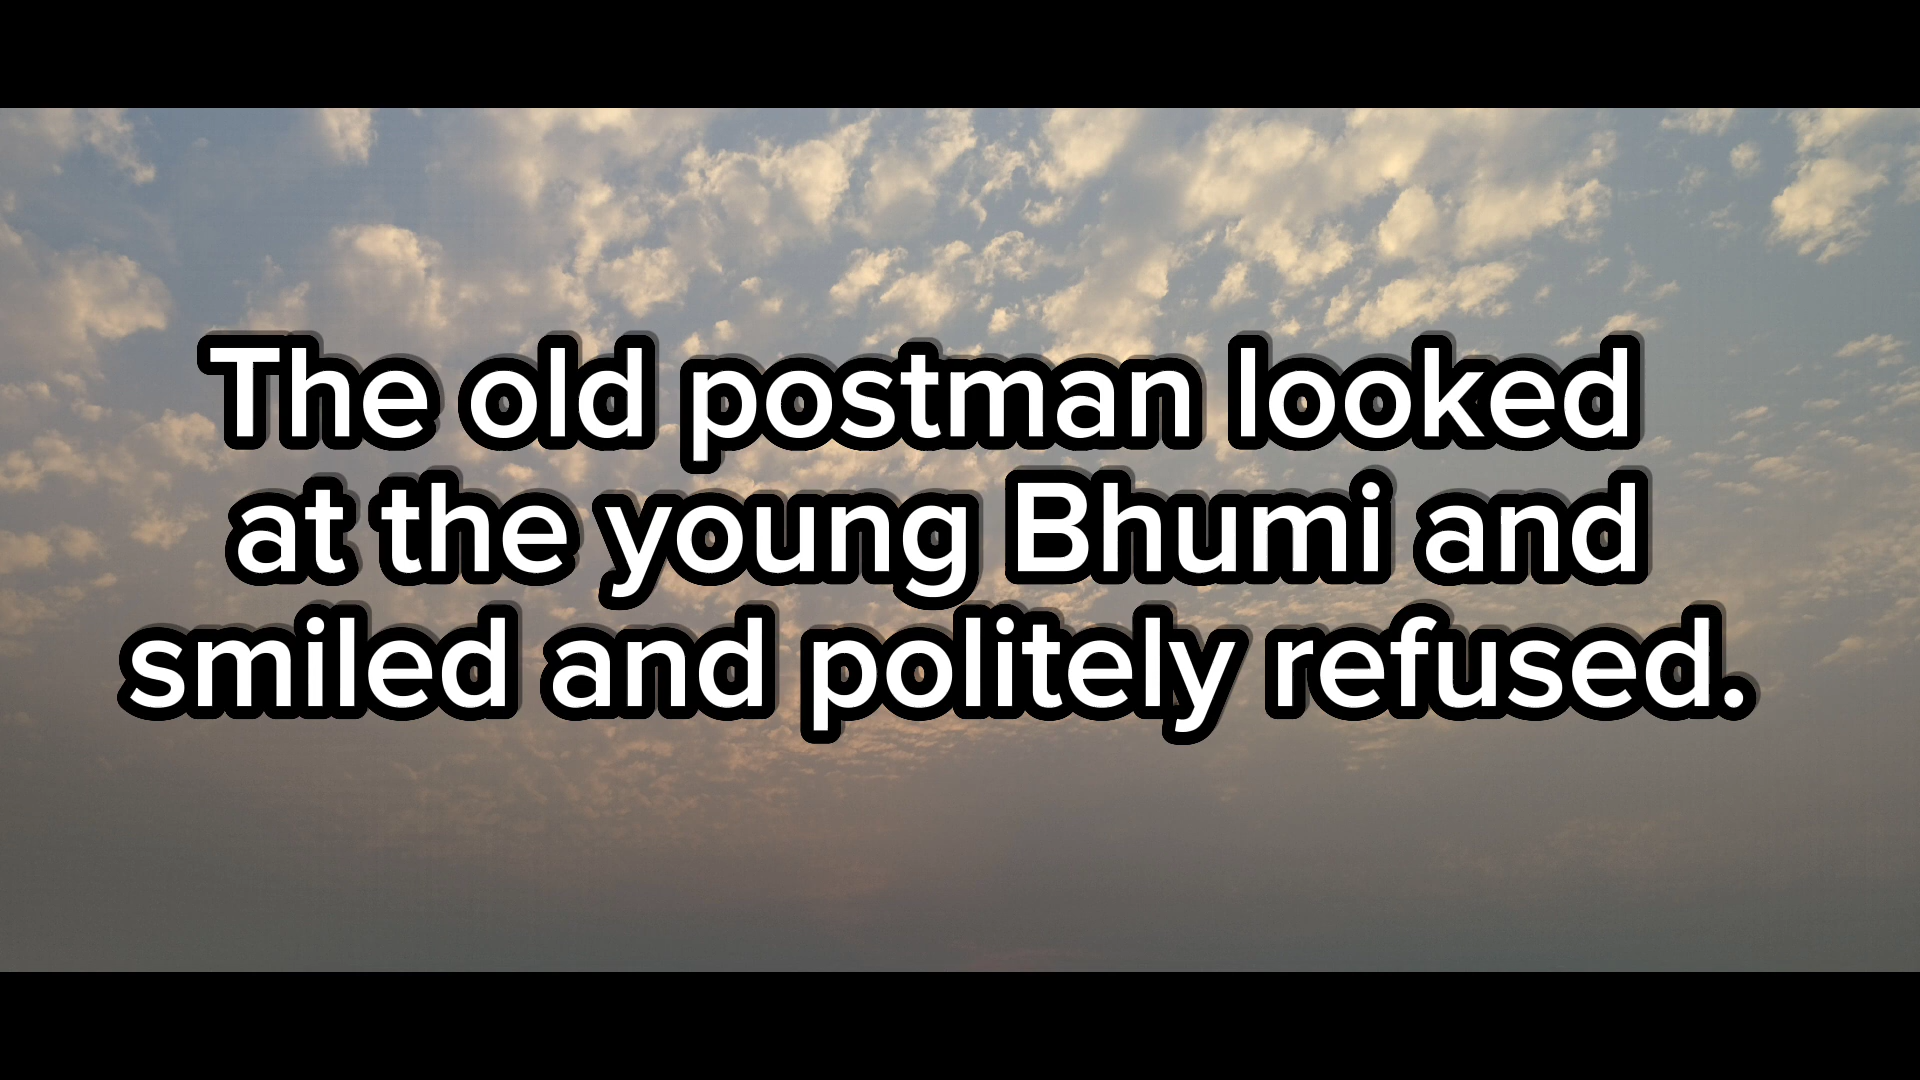 The old postman looked
at the young Bhumi and
smiled and politely refused.